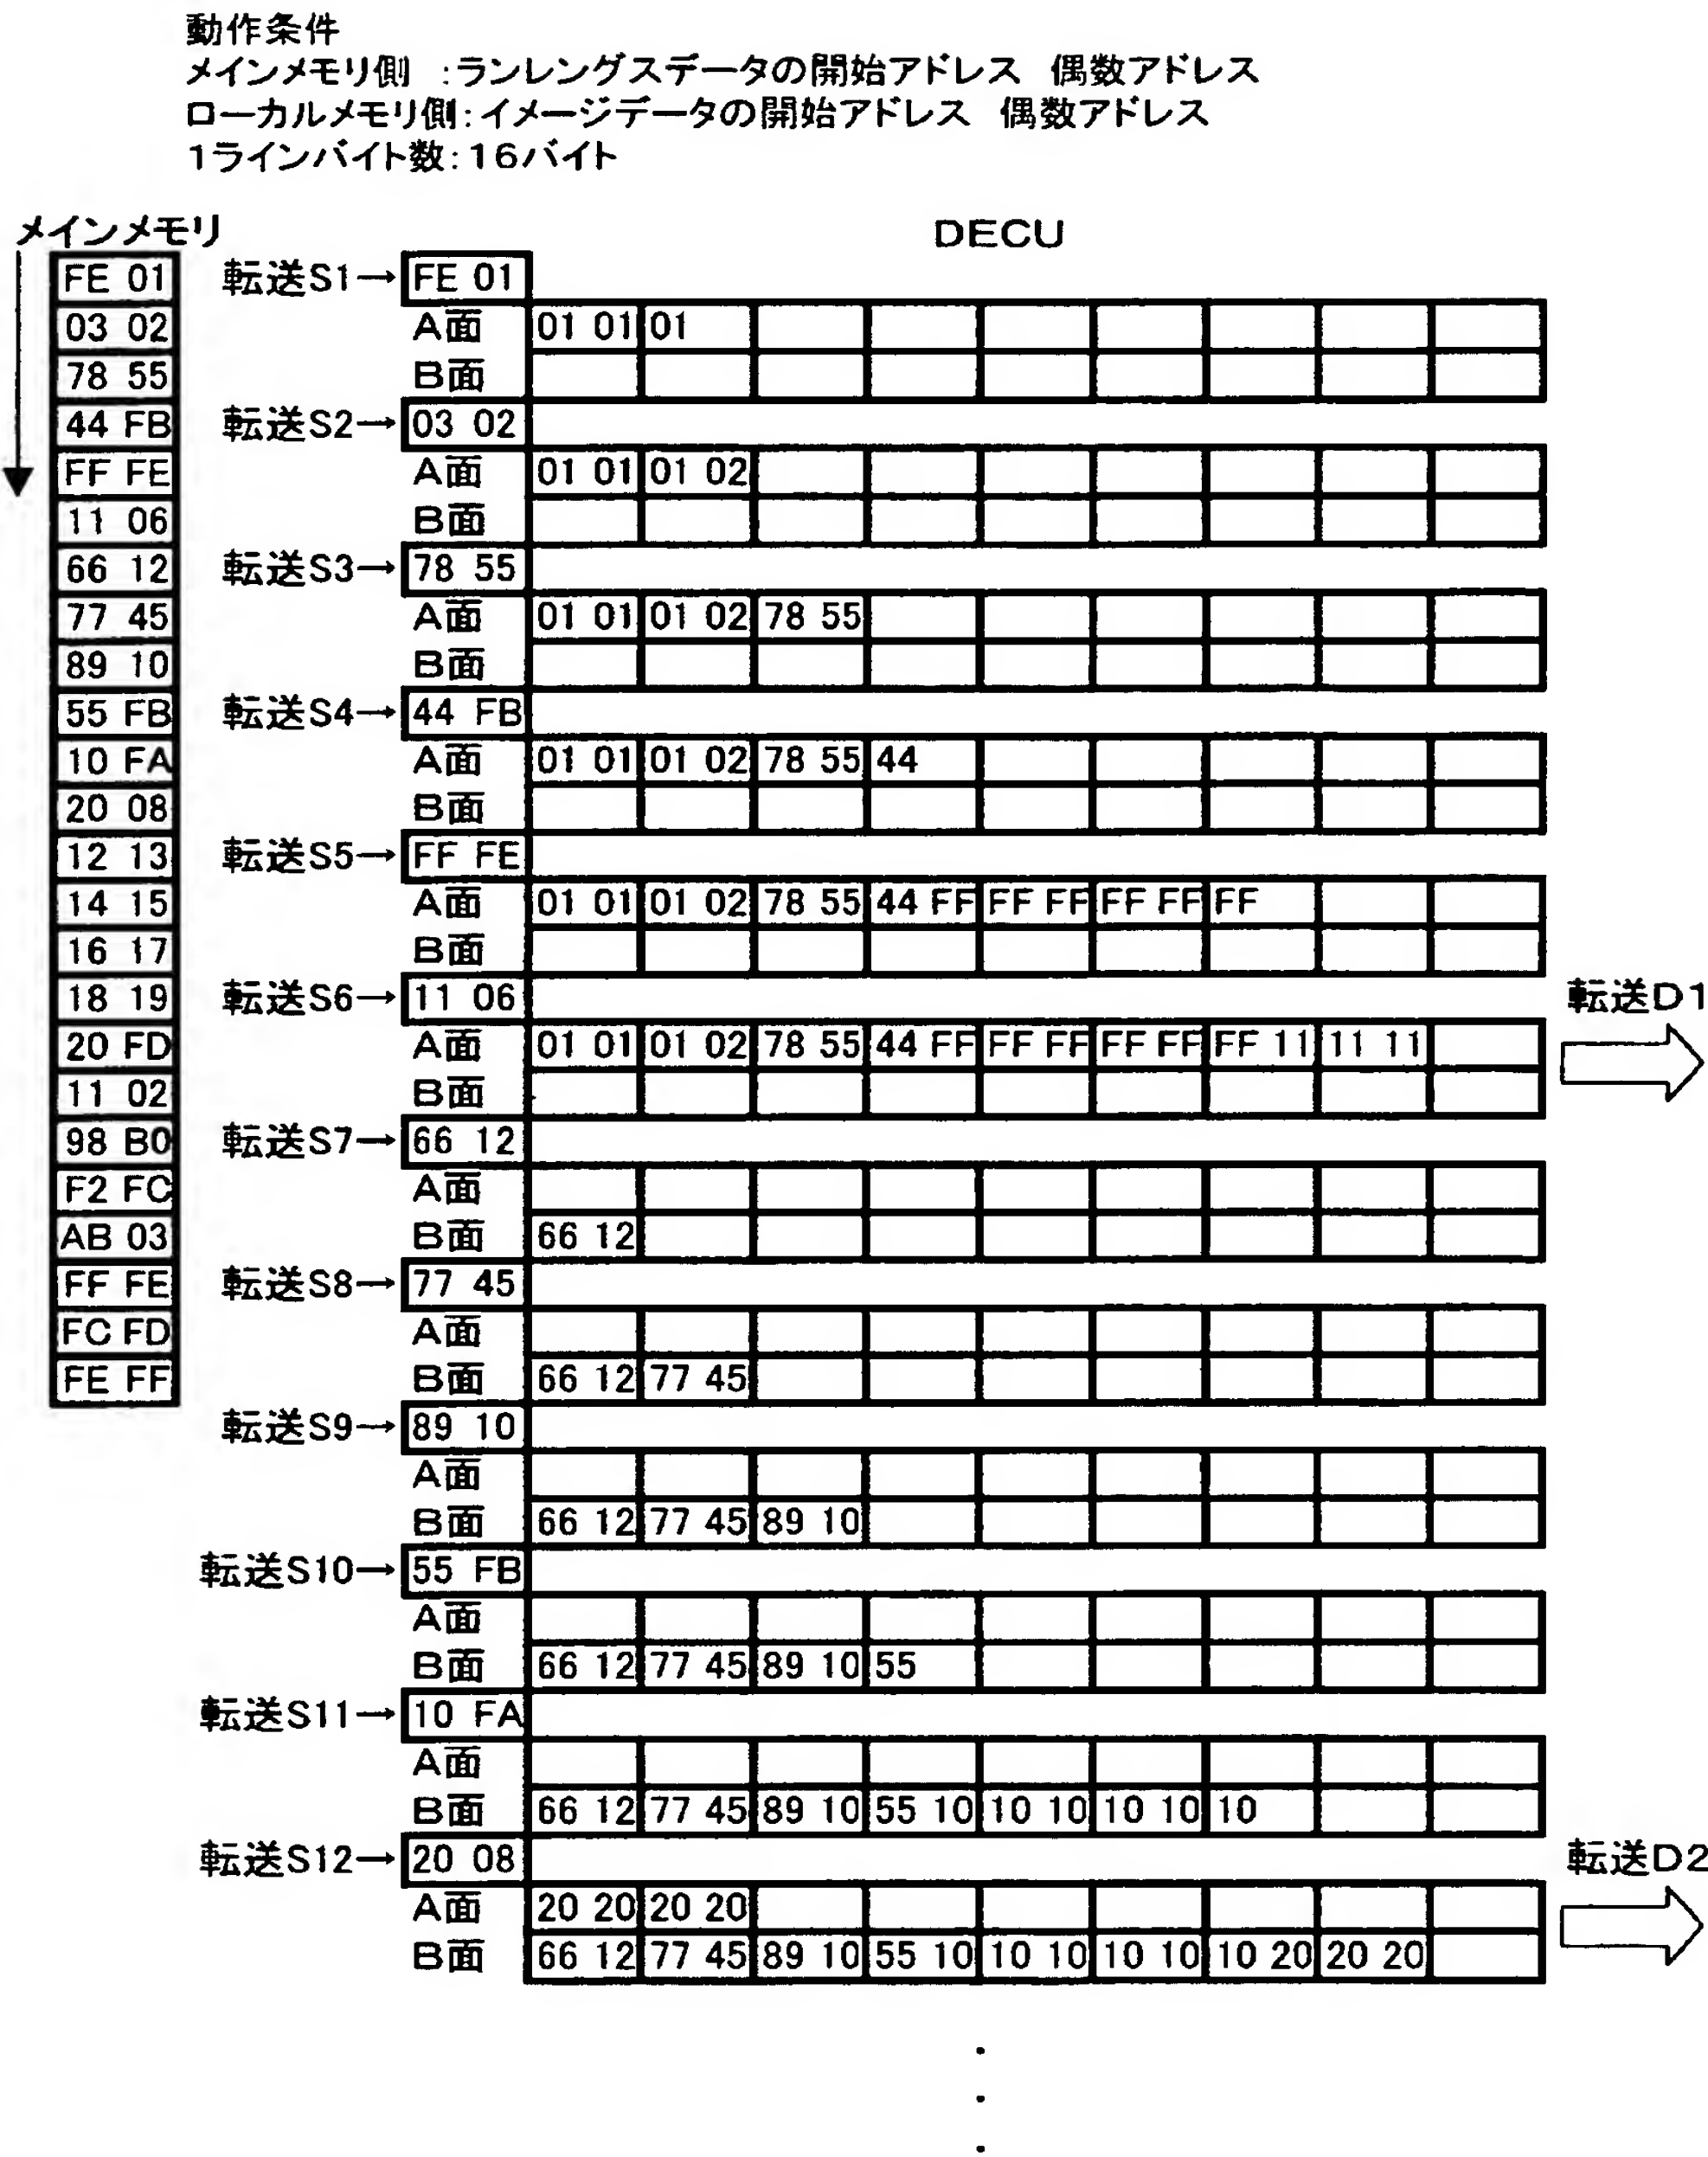 動作条件
メインメモリ側 :ランレングスデータの開始アドレス 偶数アドレス
ローカルメモリ側:イメージデータの開始アドレス 偶数アドレス
1ラインバイト数:16バイト
メインメモリ
FE 01
03 02
78 55
44 FB
FF FE
11 06
66 12
77 45
89 10
55 FB
10 FA
20 08
12 13
14 15
16 17
18 19
20 FD
11 02
98 B0
F2 FC
AB 03
FF FE
FC FD
FE FF
DECU
転送S1→ FE 01
A面 01 01 01
B面
転送S2→ 03 02
A面 01 01 01 02
B面
転送S3→ 78 55
A面 01 01 01 02 78 55
B面
転送S4→ 44 FB
A面 01 01 01 02 78 55 44
B面
転送S5→ FF FE
A面 01 01 01 02 78 55 44 FF FF FF FF FF FF
B面
転送S6→ 11 06
転送D1
A面 01 01 01 02 78 55 44 FF FF FF FF FF FF 11 11 11
B面
転送S7→ 66 12
A面
B面 66 12
転送S8→ 77 45
A面
B面 66 12 77 45
転送S9→ 89 10
A面
B面 66 12 77 45 89 10
転送S10→ 55 FB
A面
B面 66 12 77 45 89 10 55
転送S11→ 10 FA
A面
B面 66 12 77 45 89 10 55 10 10 10 10 10 10
転送S12→ 20 08
転送D2
A面 20 20 20 20
B面 66 12 77 45 89 10 55 10 10 10 10 10 10 20 20 20